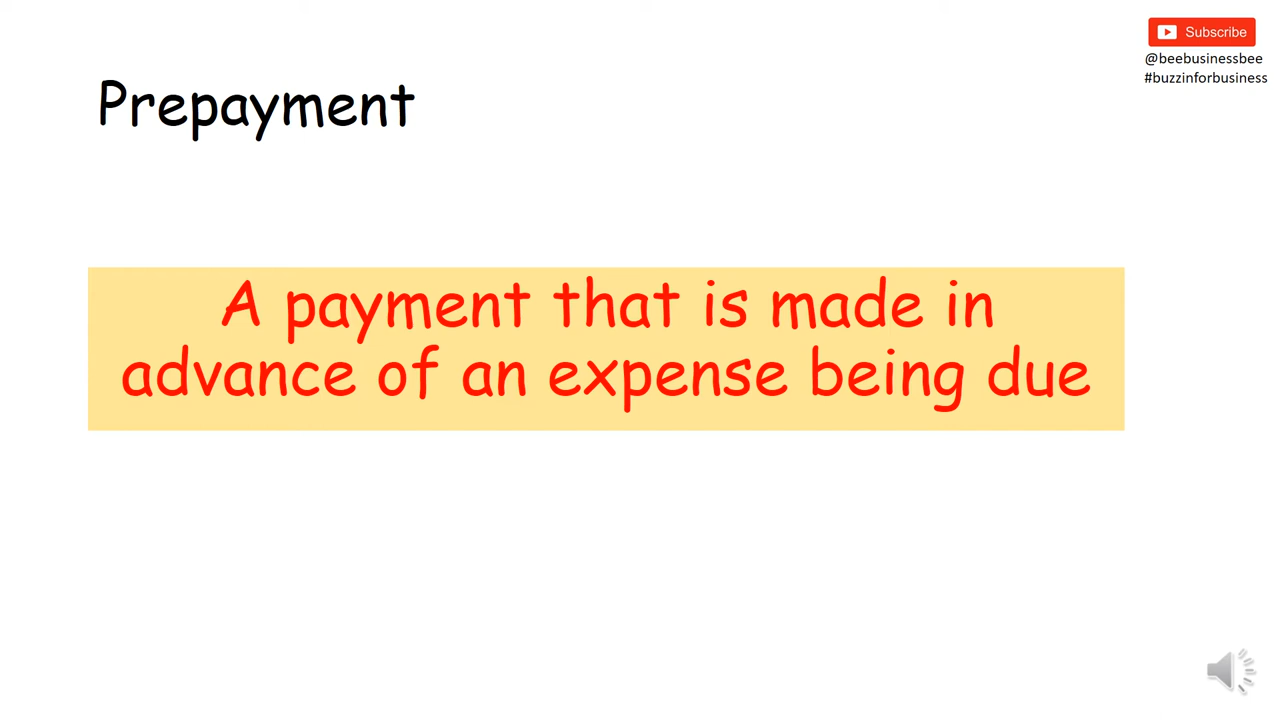 Subscribe
@beebusinessbee
#buzzinforbusiness
Prepayment
A payment that is made in
advance of an expense being due